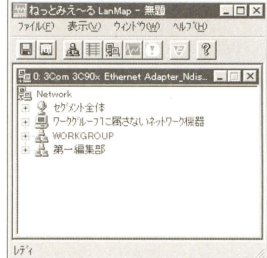 ねっとみえ～る LanMap - 無題
ファイル(F) 表示(V) ウィンドウ(W) ヘルプ(H)
0: 3Com 3C90x Ethernet Adapter_Ndis...
Network
セグメント全体
ワークグループに属さないネットワーク機器
WORKGROUP
第一編集部
レディ